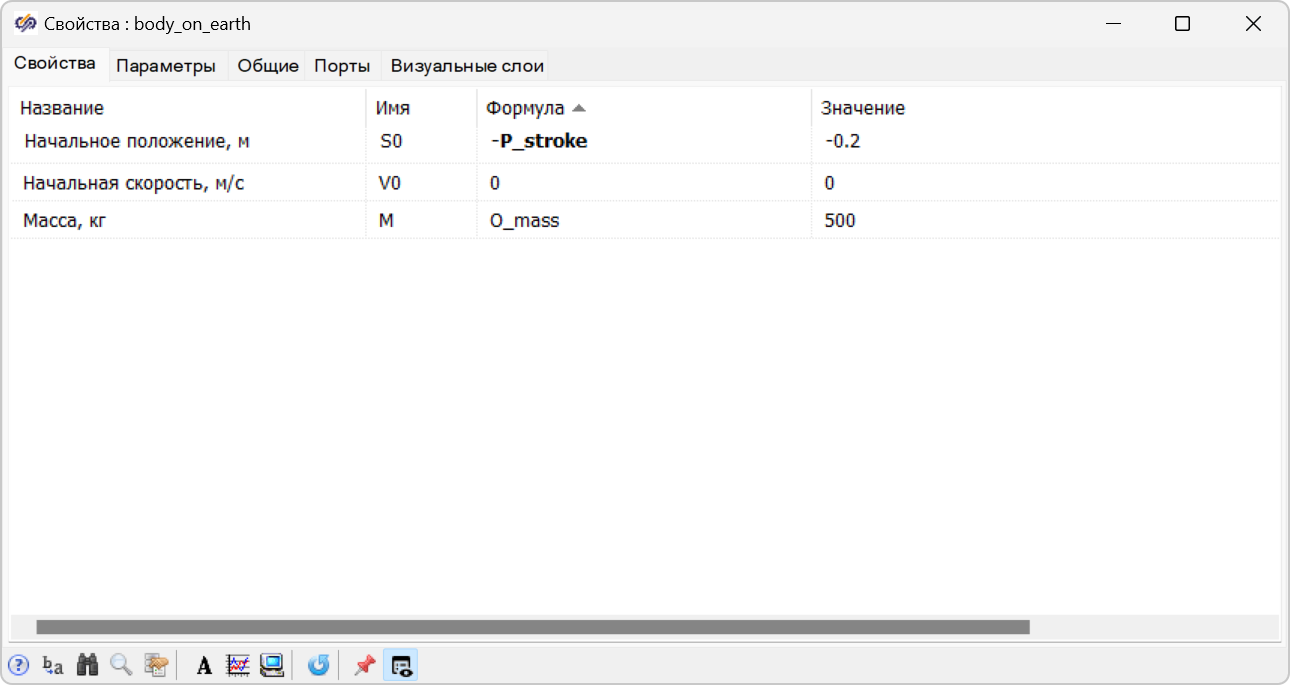 Свойства : body_on_earth
Свойства Параметры Общие Порты Визуальные слои
Название Имя Формула Значение
Начальное положение, м S0 -P_stroke -0.2
Начальная скорость, м/с V0 0 0
Масса, кг M O_mass 500
? b a A